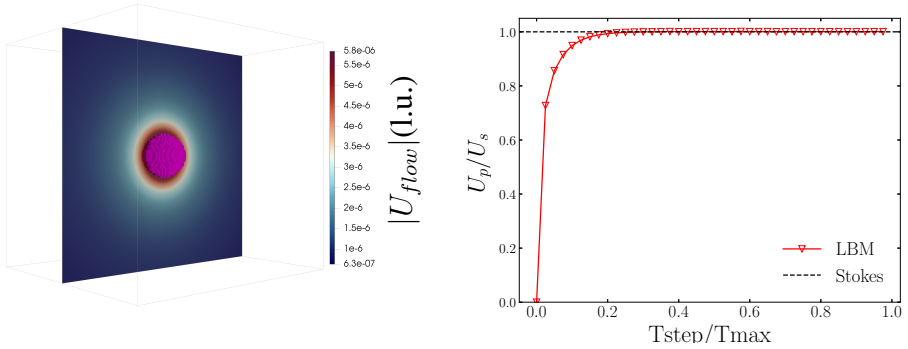 5.8e-06
5.5e-6
5e-6
4.5e-6
4e-6
3.5e-6
3e-6
2.5e-6
2e-6
1.5e-6
1e-6
6.3e-07
|U_flow|(l.u.)
1.0
0.8
0.6
0.4
0.2
0.0
U_p/U_s
LBM
Stokes
0.0 0.2 0.4 0.6 0.8 1.0
Tstep/Tmax